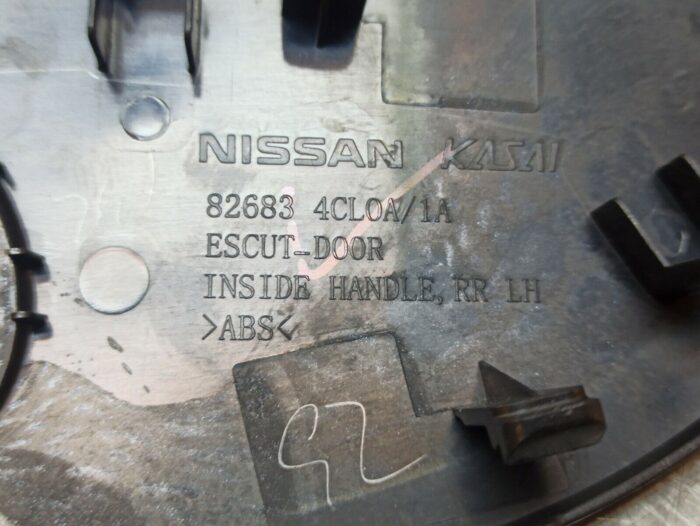 NISSAN KASAI
82683 4CL0A/1A
ESCUT-DOOR
INSIDE HANDLE, RR LH
>ABS<